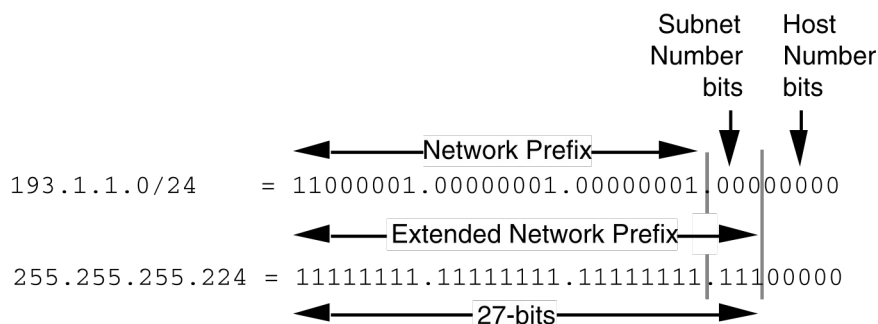 Subnet Number bits
Host Number bits
Network Prefix
193.1.1.0/24 = 11000001.00000001.00000001.00000000
Extended Network Prefix
255.255.255.224 = 11111111.11111111.11111111.11100000
27-bits